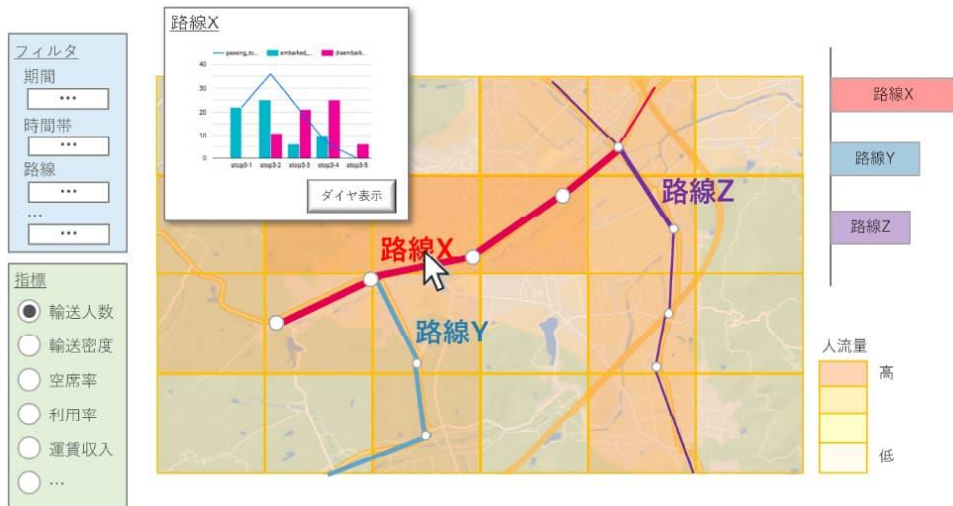 フィルタ
期間
…
時間帯
…
路線
…
…
…
指標
輸送人数
輸送密度
空席率
利用率
運賃収入
…
路線X
passing_to... embarked_... disembark...
40
30
20
10
0
stop3-1 stop3-2 stop3-3 stop3-4 stop3-5
ダイヤ表示
路線X
路線Y
路線Z
路線X
路線Y
路線Z
人流量
高
低